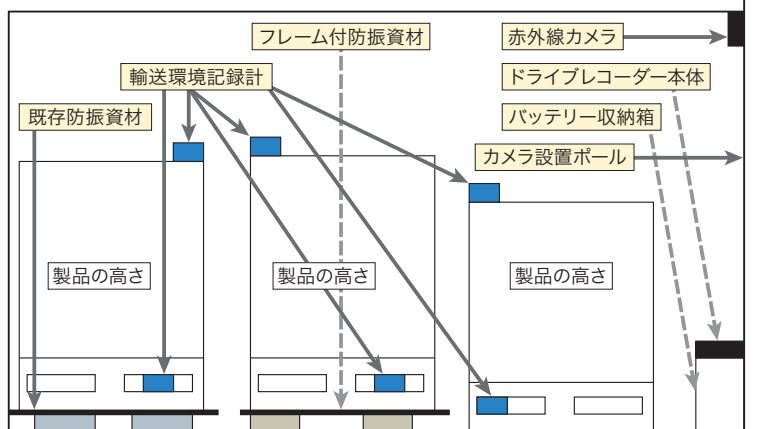 フレーム付防振資材
赤外線カメラ
輸送環境記録計
ドライブレコーダー本体
既存防振資材
バッテリー収納箱
カメラ設置ポール
製品の高さ
製品の高さ
製品の高さ